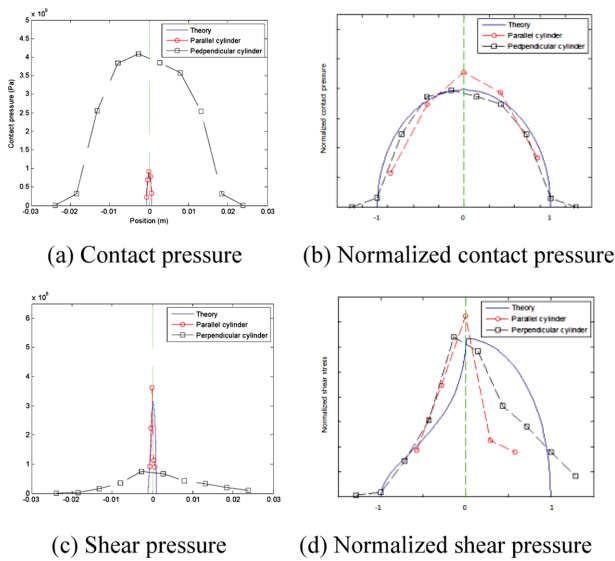 x 10⁹
4.5
4
3.5
3
2.5
2
1.5
1
0.5
0
Contact pressure (Pa)
-0.03 -0.02 -0.01 0 0.01 0.02 0.03
Position (m)
Theory
Parallel cylinder
Pedpendicular cylinder
(a) Contact pressure
Normalized contact pressure
Theory
Parallel cylinder
Pedpendicular cylinder
-1 0 1
(b) Normalized contact pressure
x 10⁸
6
5
4
3
2
1
0
-0.03 -0.02 -0.01 0 0.01 0.02 0.03
Theory
Parallel cylinder
Perpendicular cylinder
(c) Shear pressure
Normalized shear stress
Theory
Parallel cylinder
Perpendicular cylinder
-1 0 1
(d) Normalized shear pressure